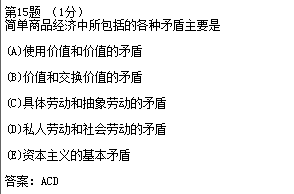 第15题 （1分）
简单商品经济中所包括的各种矛盾主要是
(A)使用价值和价值的矛盾
(B)价值和交换价值的矛盾
(C)具体劳动和抽象劳动的矛盾
(D)私人劳动和社会劳动的矛盾
(E)资本主义的基本矛盾
答案：ACD